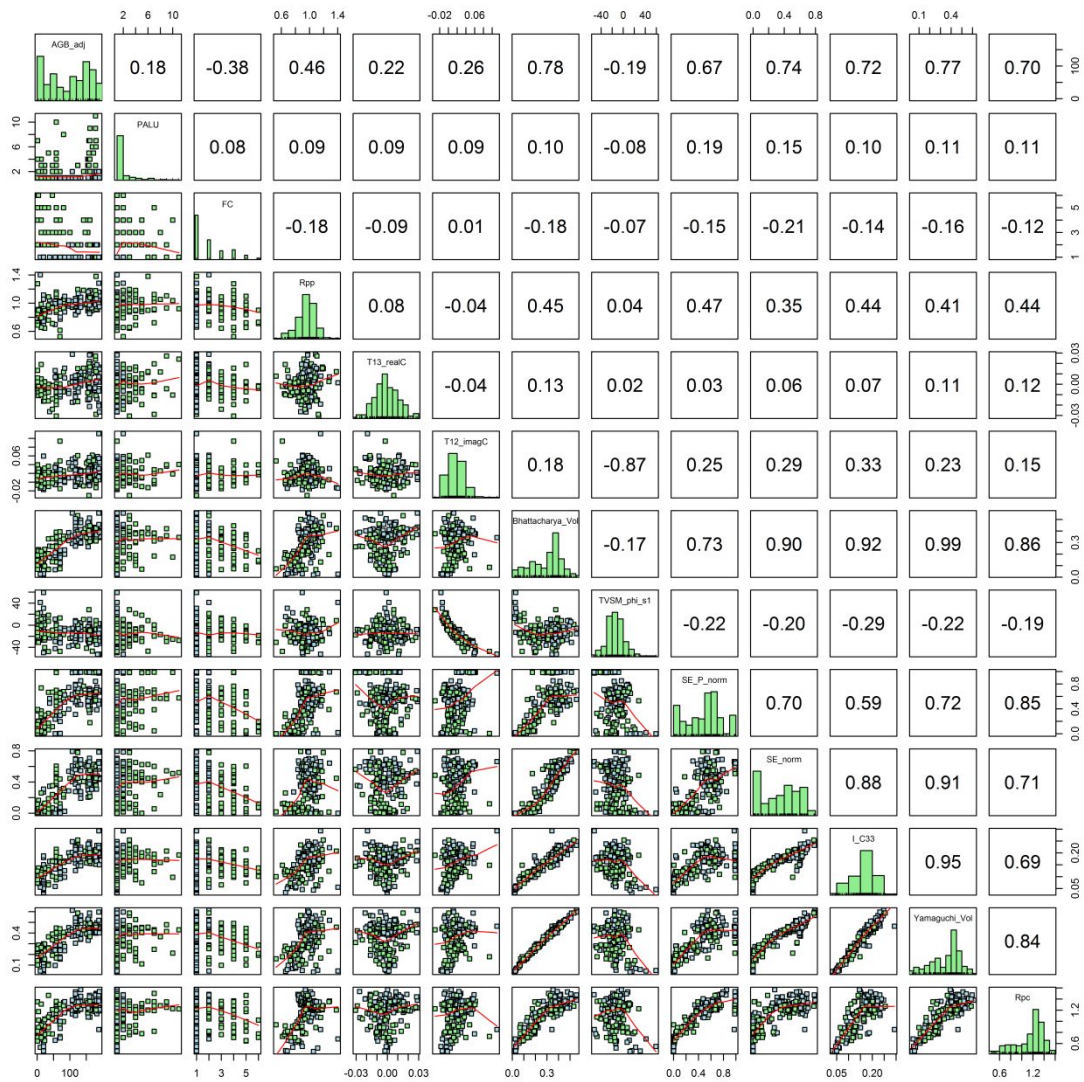 2 6 10 0.6 1.0 1.4 -0.02 0.06 -40 0 40 0.0 0.4 0.8 0.1 0.4
AGB_adj 0.18 -0.38 0.46 0.22 0.26 0.78 -0.19 0.67 0.74 0.72 0.77 0.70 0 100
2 6 10 PALU 0.08 0.09 0.09 0.09 0.10 -0.08 0.19 0.15 0.10 0.11 0.11
FC -0.18 -0.09 0.01 -0.18 -0.07 -0.15 -0.21 -0.14 -0.16 -0.12 1 3 5
0.6 1.0 1.4 Rpp 0.08 -0.04 0.45 0.04 0.47 0.35 0.44 0.41 0.44
T13_realC -0.04 0.13 0.02 0.03 0.06 0.07 0.11 0.12 -0.03 0.00 0.03
-0.02 0.06 T12_imagC 0.18 -0.87 0.25 0.29 0.33 0.23 0.15
Bhattacharya_Vol -0.17 0.73 0.90 0.92 0.99 0.86 0.0 0.3
-40 0 40 TVSM_phi_s1 -0.22 -0.20 -0.29 -0.22 -0.19
SE_P_norm 0.70 0.59 0.72 0.85 0.0 0.4 0.8
0.0 0.4 0.8 SE_norm 0.88 0.91 0.71
I_C33 0.95 0.69 0.05 0.20
0.1 0.4 Yamaguchi_Vol 0.84
Rpc 0.6 1.2
0 100 1 3 5 -0.03 0.00 0.03 0.0 0.3 0.0 0.4 0.8 0.05 0.20 0.6 1.2